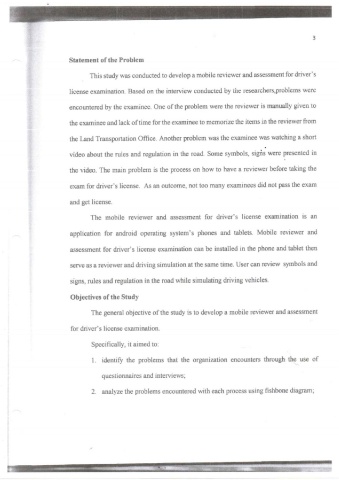 3
Statement of the Problem
This study was conducted to develop a mobile reviewer and assessment for driver's
license examination. Based on the interview conducted by the researchers,problems were
encountered by the examinee. One of the problem were the reviewer is manually given to
the examinee and lack of time for the examinee to memorize the items in the reviewer from
the Land Transportation Office. Another problem was the examinee was watching a short
video about the rules and regulation in the road. Some symbols, signs were presented in
the video. The main problem is the process on how to have a reviewer before taking the
exam for driver's license. As an outcome, not too many examinees did not pass the exam
and get license.
The mobile reviewer and assessment for driver's license examination is an
application for android operating system's phones and tablets. Mobile reviewer and
assessment for driver's license examination can be installed in the phone and tablet then
serve as a reviewer and driving simulation at the same time. User can review symbols and
signs, rules and regulation in the road while simulating driving vehicles.
Objectives of the Study
The general objective of the study is to develop a mobile reviewer and assessment
for driver's license examination.
Specifically, it aimed to:
1. identify the problems that the organization encounters through the use of
questionnaires and interviews;
2. analyze the problems encountered with each process using fishbone diagram;